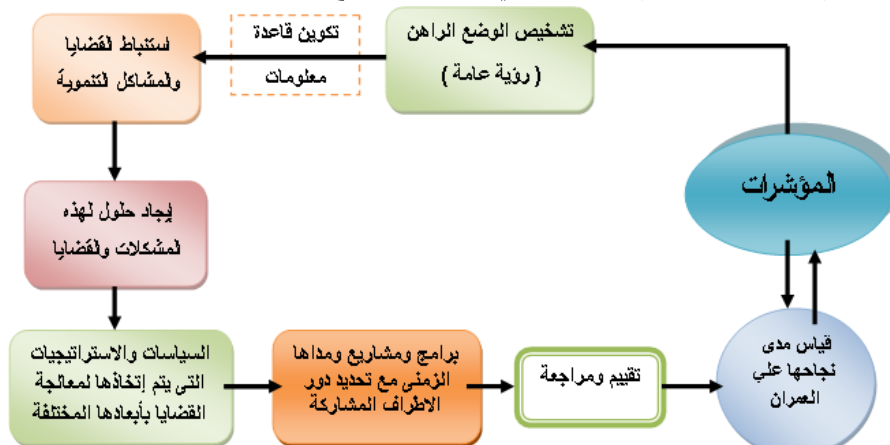 تشخيص الوضع الراهن
( رؤية عامة )
تكوين قاعدة
معلومات
استنباط القضايا
والمشاكل التنموية
إيجاد حلول لهذه
المشكلات والقضايا
السياسات والاستراتيجيات
التى يتم إتخاذها لمعالجة
القضايا بأبعادها المختلفة
برامج ومشاريع ومداها
الزمنى مع تحديد دور
الاطراف المشاركة
تقييم ومراجعة
قياس مدى
نجاحها علي
العمران
المؤشرات